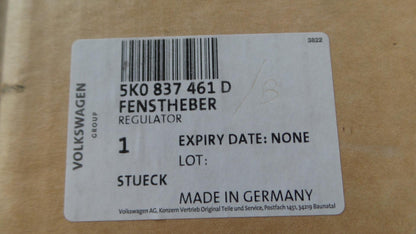 3822
5K0 837 461 D
FENSTHEBER
REGULATOR
VOLKSWAGEN
GROUP
1
EXPIRY DATE: NONE
LOT:
STUECK
MADE IN GERMANY
Volkswagen AG, Konzern Vertrieb Original Teile und Service, Postfach 1451, 34219 Baunatal